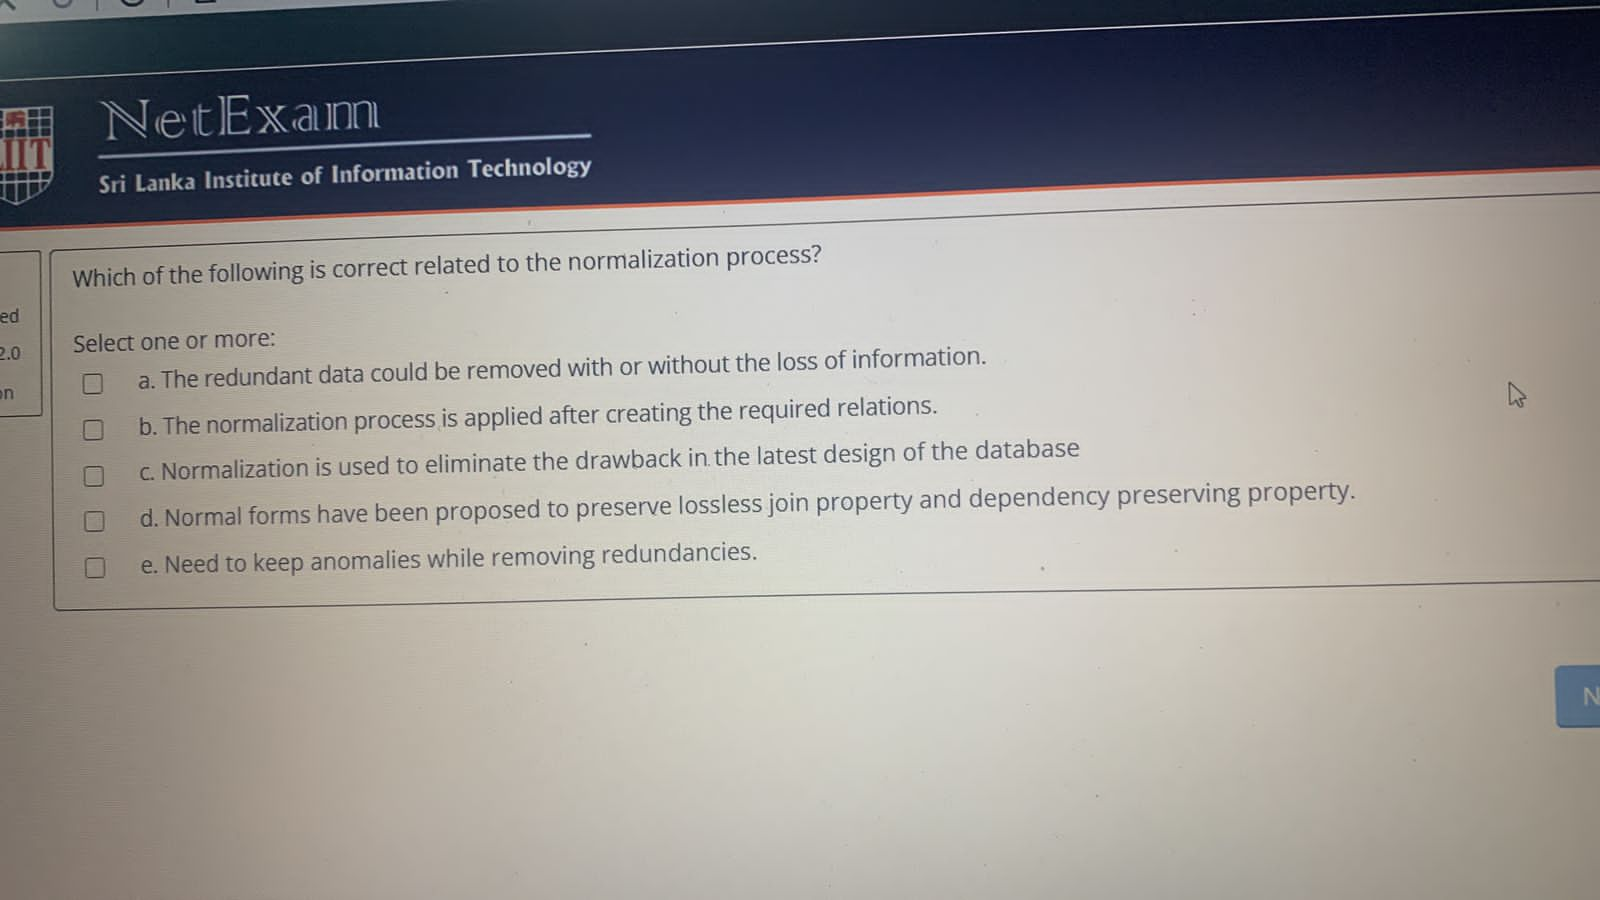 IIT
NetExam
Sri Lanka Institute of Information Technology
ed
2.0
on
Which of the following is correct related to the normalization process?
Select one or more:
a. The redundant data could be removed with or without the loss of information.
b. The normalization process is applied after creating the required relations.
c. Normalization is used to eliminate the drawback in the latest design of the database
d. Normal forms have been proposed to preserve lossless join property and dependency preserving property.
e. Need to keep anomalies while removing redundancies.
N